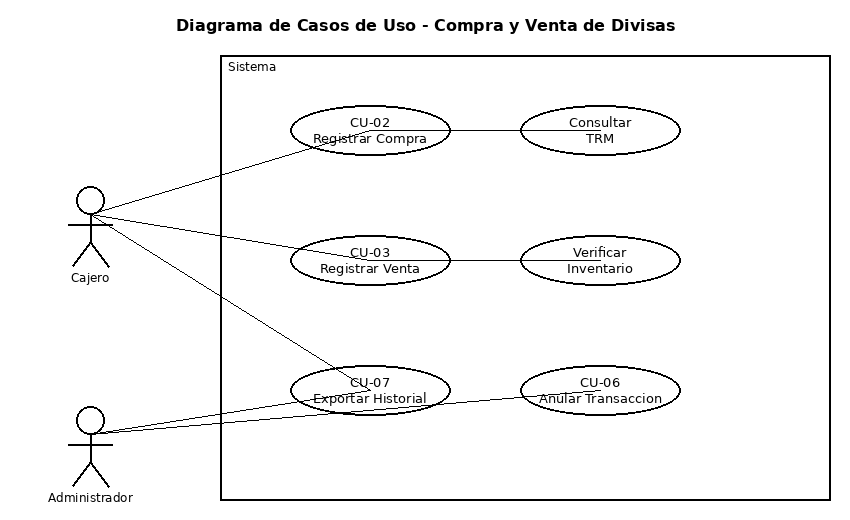 Diagrama de Casos de Uso - Compra y Venta de Divisas
Sistema
CU-02
Registrar Compra
Consultar
TRM
Cajero
CU-03
Registrar Venta
Verificar
Inventario
CU-07
Exportar Historial
CU-06
Anular Transaccion
Administrador